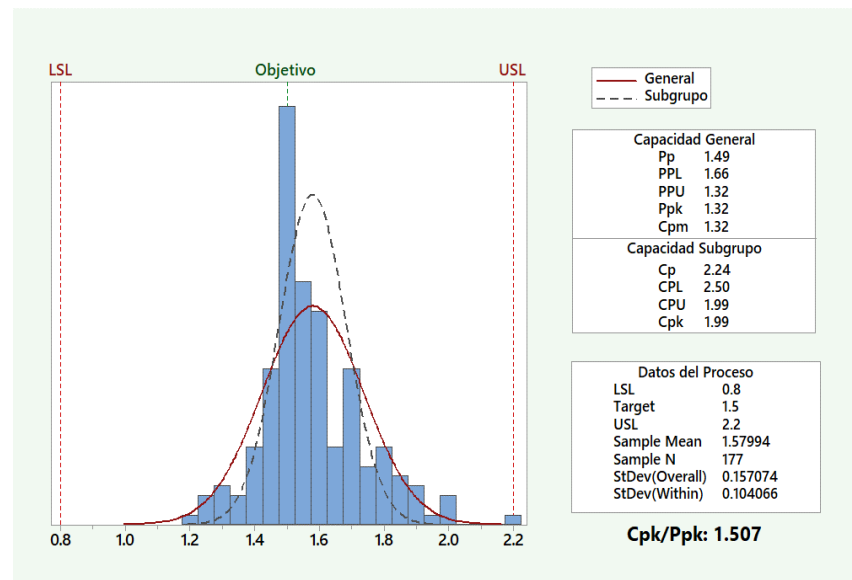 LSL Objetivo USL
General
Subgrupo
Capacidad General
Pp 1.49
PPL 1.66
PPU 1.32
Ppk 1.32
Cpm 1.32
Capacidad Subgrupo
Cp 2.24
CPL 2.50
CPU 1.99
Cpk 1.99
Datos del Proceso
LSL 0.8
Target 1.5
USL 2.2
Sample Mean 1.57994
Sample N 177
StDev(Overall) 0.157074
StDev(Within) 0.104066
Cpk/Ppk: 1.507
0.8 1.0 1.2 1.4 1.6 1.8 2.0 2.2